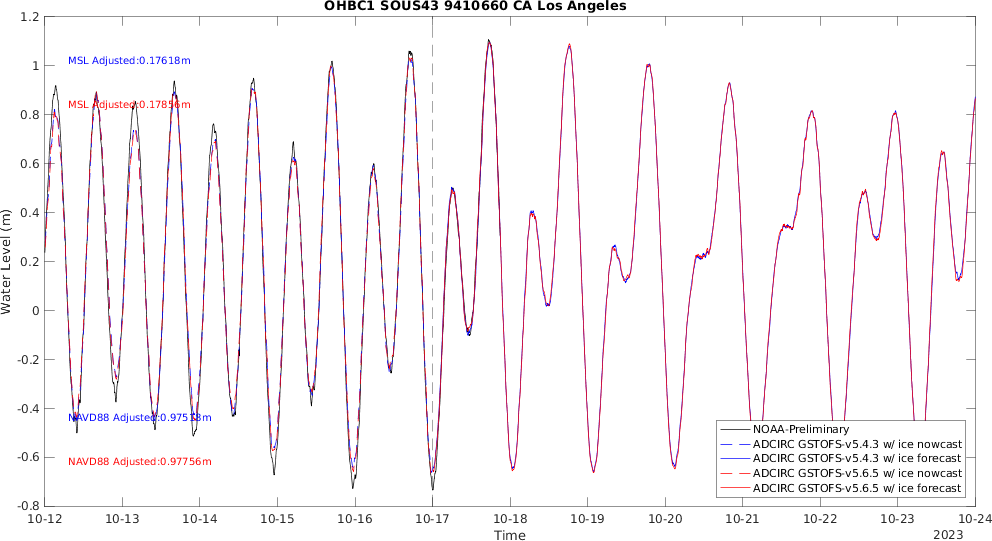 OHBC1 SOUS43 9410660 CA Los Angeles
1.2
1
0.8
0.6
0.4
0.2
0
-0.2
-0.4
-0.6
-0.8
Water Level (m)
MSL Adjusted:0.17618m
MSL Adjusted:0.17856m
NAVD88 Adjusted:0.97518m
NAVD88 Adjusted:0.97756m
NOAA-Preliminary
ADCIRC GSTOFS-v5.4.3 w/ ice nowcast
ADCIRC GSTOFS-v5.4.3 w/ ice forecast
ADCIRC GSTOFS-v5.6.5 w/ ice nowcast
ADCIRC GSTOFS-v5.6.5 w/ ice forecast
10-12 10-13 10-14 10-15 10-16 10-17 10-18 10-19 10-20 10-21 10-22 10-23 10-24
Time
2023